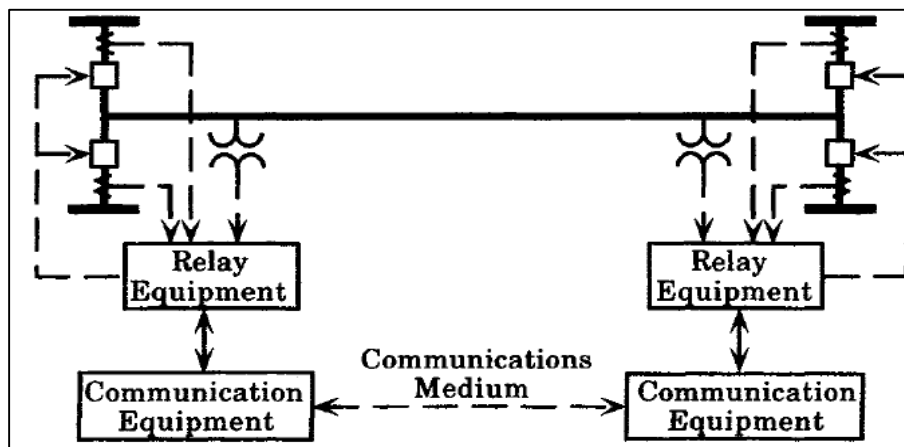 Relay
Equipment
Relay
Equipment
Communications
Medium
Communication
Equipment
Communication
Equipment